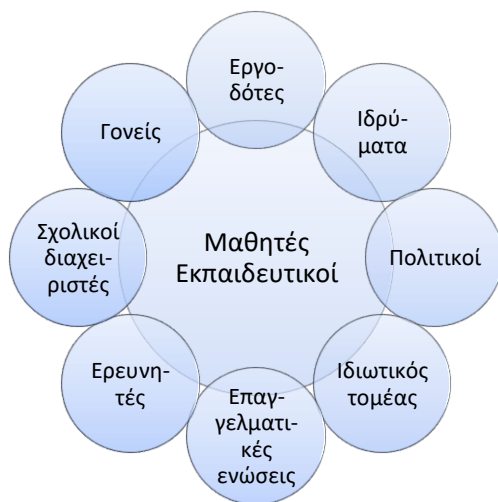 Εργο-
δότες
Ιδρύ-
ματα
Πολιτικοί
Ιδιωτικός
τομέας
Επαγ-
γελματι-
κές
ενώσεις
Ερευνη-
τές
Σχολικοί
διαχει-
ριστές
Γονείς
Μαθητές
Εκπαιδευτικοί